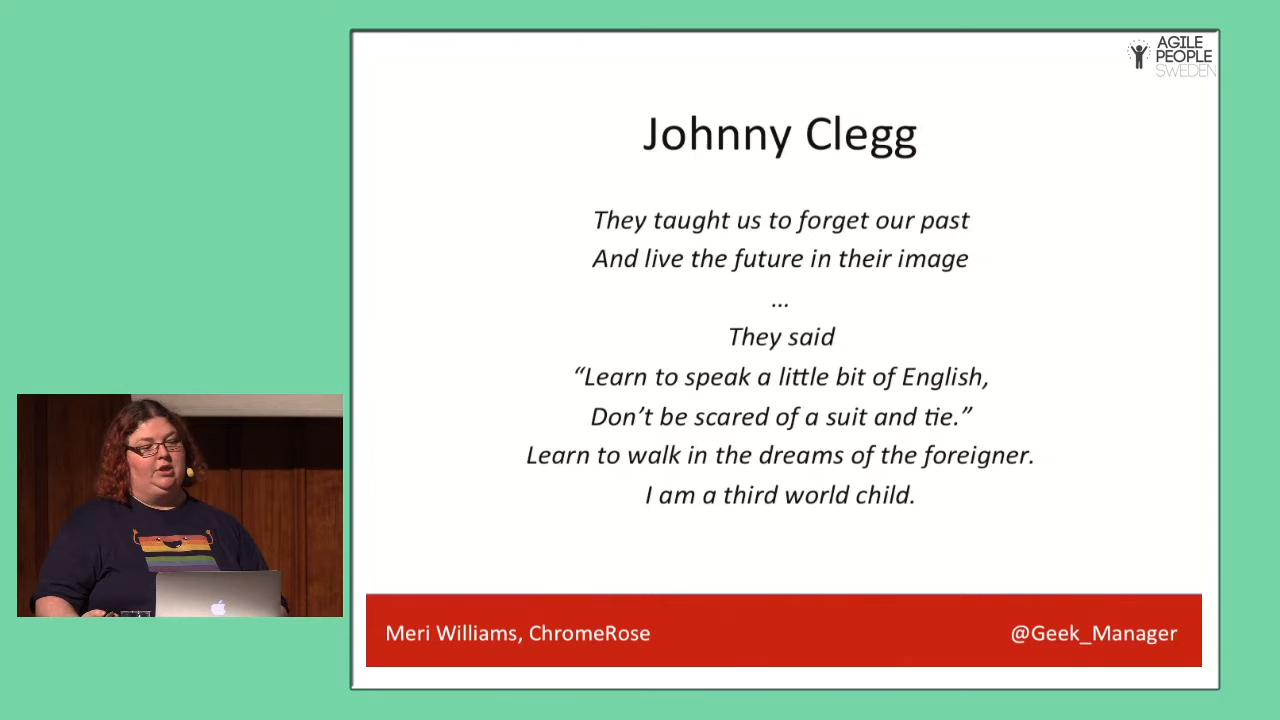 AGILE
PEOPLE
SWEDEN
Johnny Clegg
They taught us to forget our past
And live the future in their image
...
They said
“Learn to speak a little bit of English,
Don’t be scared of a suit and tie.”
Learn to walk in the dreams of the foreigner.
I am a third world child.
Meri Williams, ChromeRose
@Geek_Manager